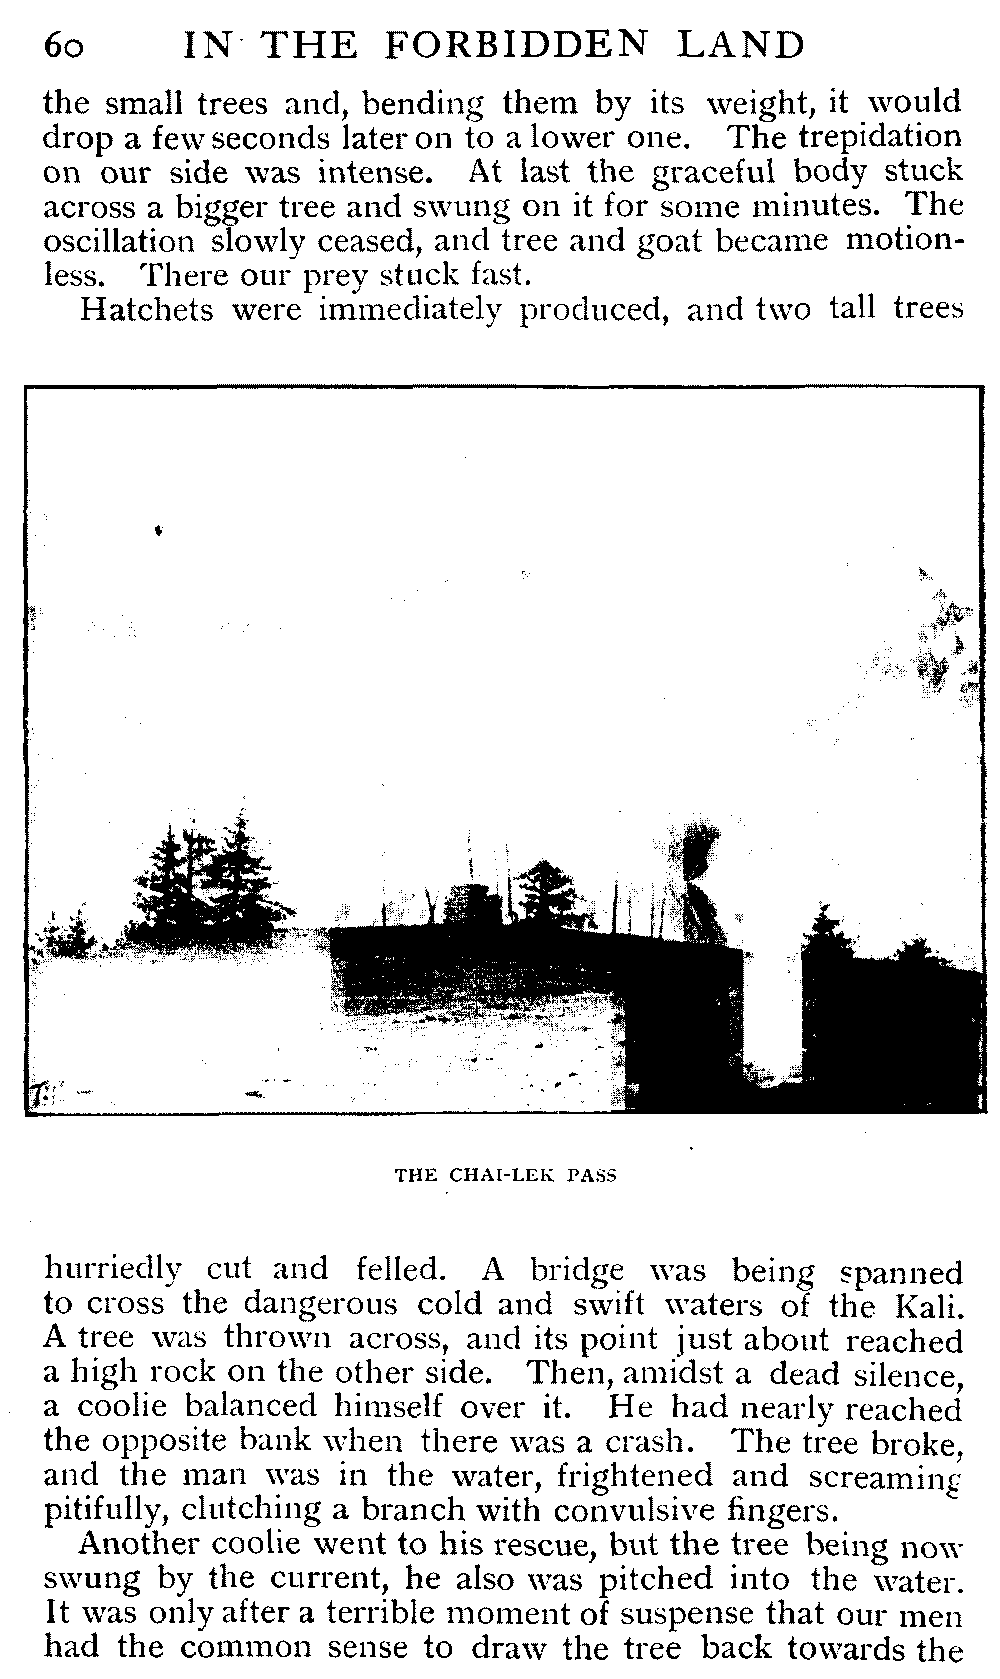 60 IN THE FORBIDDEN LAND
the small trees and, bending them by its weight, it would
drop a few seconds later on to a lower one. The trepidation
on our side was intense. At last the graceful body stuck
across a bigger tree and swung on it for some minutes. The
oscillation slowly ceased, and tree and goat became motion-
less. There our prey stuck fast.
Hatchets were immediately produced, and two tall trees
THE CHAI-LEK PASS
hurriedly cut and felled. A bridge was being spanned
to cross the dangerous cold and swift waters of the Kali.
A tree was thrown across, and its point just about reached
a high rock on the other side. Then, amidst a dead silence,
a coolie balanced himself over it. He had nearly reached
the opposite bank when there was a crash. The tree broke,
and the man was in the water, frightened and screaming
pitifully, clutching a branch with convulsive fingers.
Another coolie went to his rescue, but the tree being now
swung by the current, he also was pitched into the water.
It was only after a terrible moment of suspense that our men
had the common sense to draw the tree back towards the